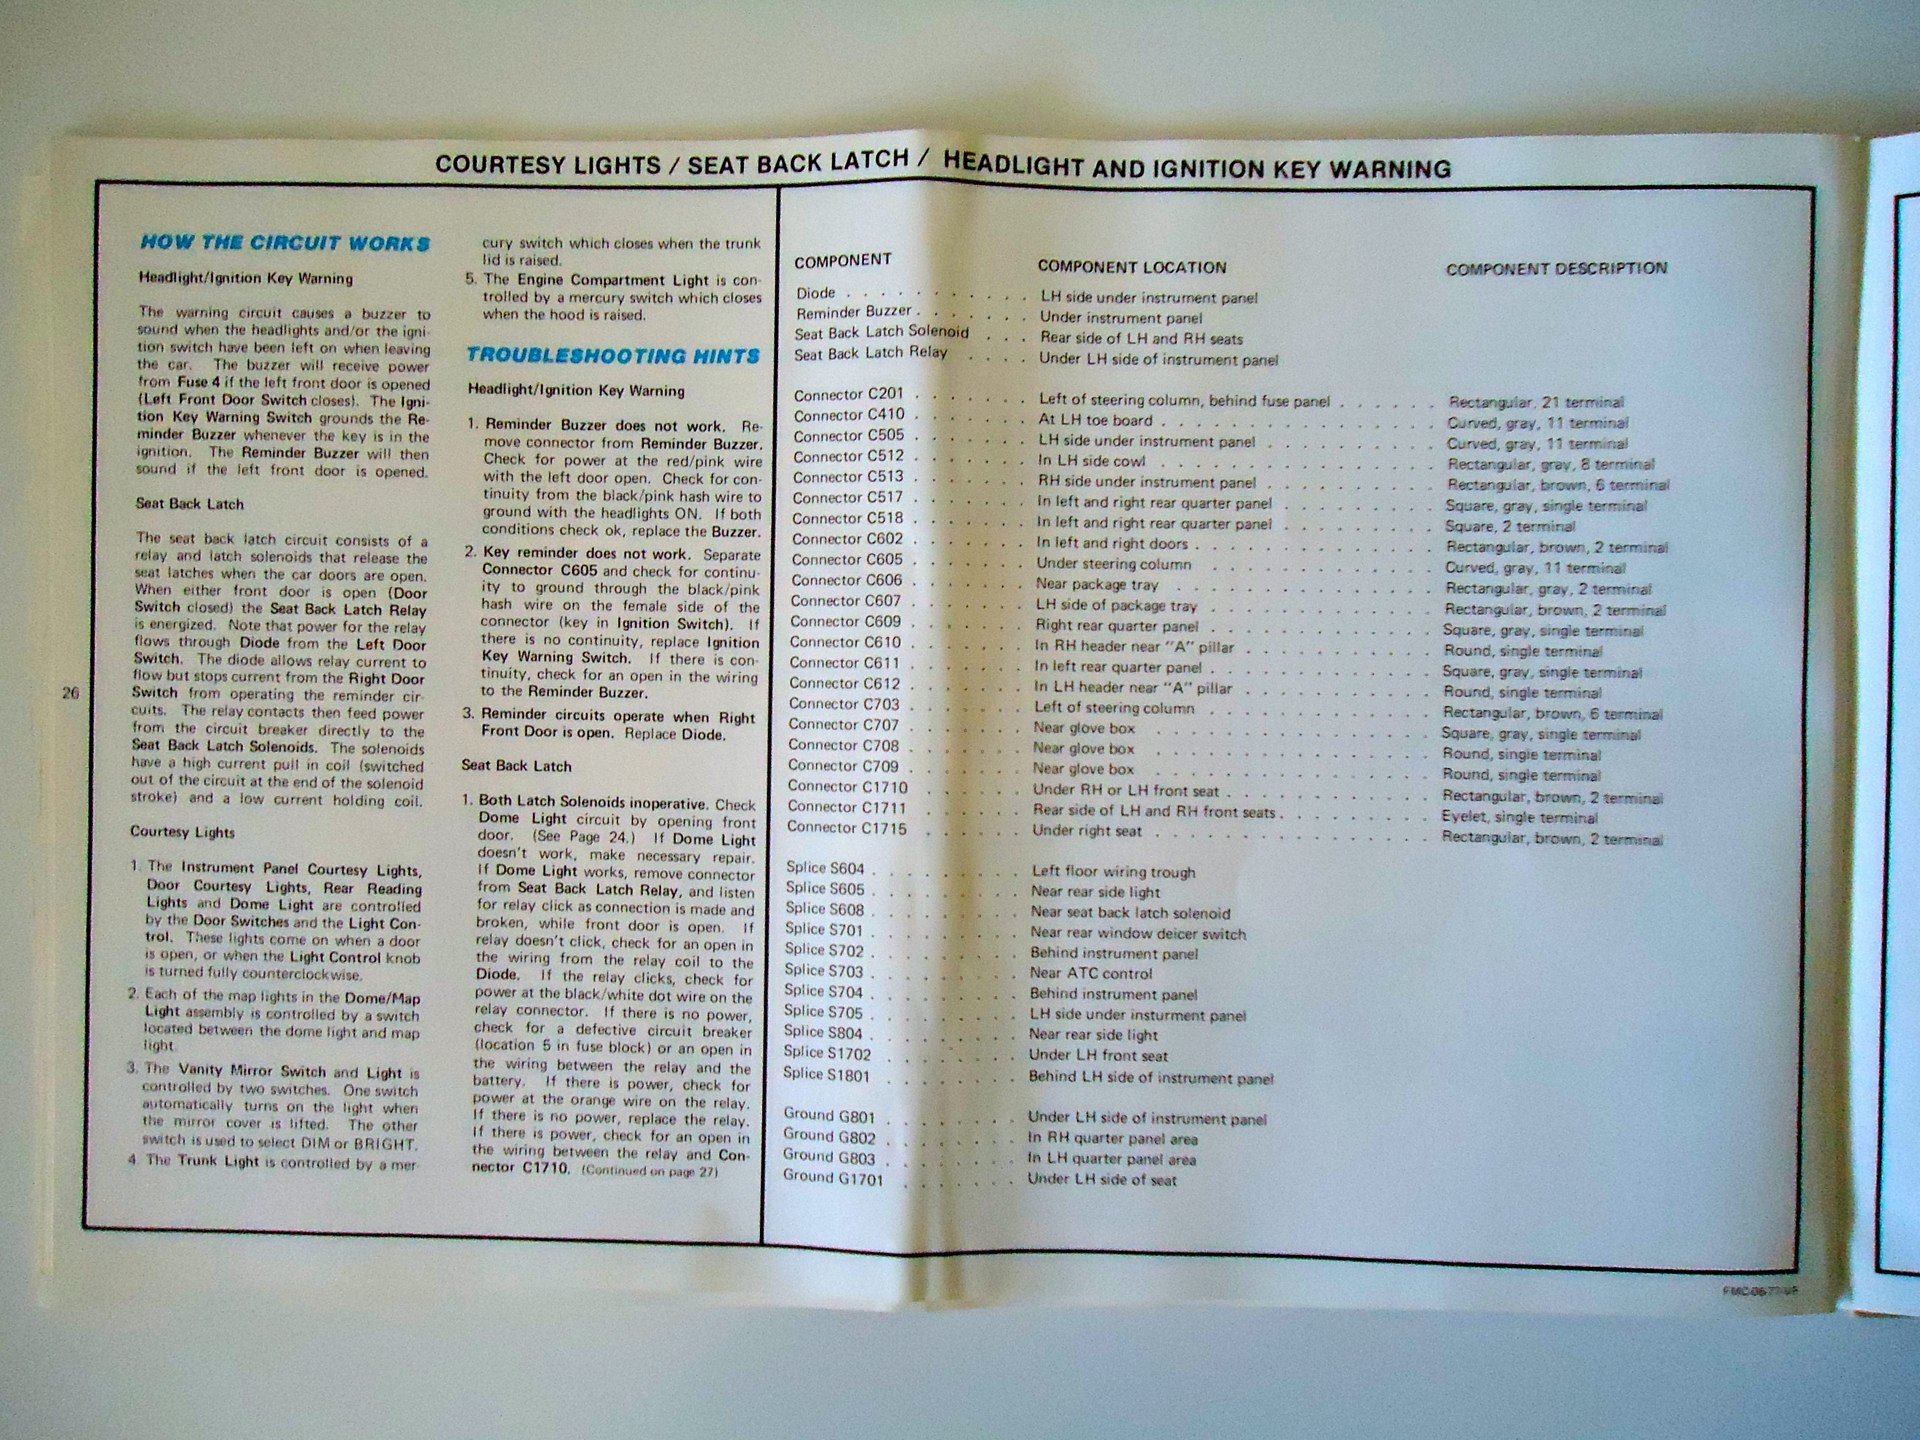 COURTESY LIGHTS / SEAT BACK LATCH / HEADLIGHT AND IGNITION KEY WARNING
HOW THE CIRCUIT WORKS
Headlight/Ignition Key Warning
The warning circuit causes a buzzer to
sound when the headlights and/or the igni-
tion switch have been left on when leaving
the car. The buzzer will receive power
from Fuse 4 if the left front door is opened
(Left Front Door Switch closes). The Igni-
tion Key Warning Switch grounds the Re-
minder Buzzer whenever the key is in the
ignition. The Reminder Buzzer will then
sound if the left front door is opened.
Seat Back Latch
The seat back latch circuit consists of a
relay and latch solenoids that release the
seat latches when the car doors are open.
When either front door is open (Door
Switch closed) the Seat Back Latch Relay
is energized. Note that power for the relay
flows through Diode from the Left Door
Switch. The diode allows relay current to
flow but stops current from the Right Door
Switch from operating the reminder cir-
cuits. The relay contacts then feed power
from the circuit breaker directly to the
Seat Back Latch Solenoids. The solenoids
have a high current pull in coil (switched
out of the circuit at the end of the solenoid
stroke) and a low current holding coil.
Courtesy Lights
1. The Instrument Panel Courtesy Lights,
Door Courtesy Lights, Rear Reading
Lights and Dome Light are controlled
by the Door Switches and the Light Con-
trol. These lights come on when a door
is open, or when the Light Control knob
is turned fully counterclockwise.
2. Each of the map lights in the Dome/Map
Light assembly is controlled by a switch
located between the dome light and map
light.
3. The Vanity Mirror Switch and Light is
controlled by two switches. One switch
automatically turns on the light when
the mirror cover is lifted. The other
switch is used to select DIM or BRIGHT.
4. The Trunk Light is controlled by a mer-
cury switch which closes when the trunk
lid is raised.
5. The Engine Compartment Light is con-
trolled by a mercury switch which closes
when the hood is raised.
TROUBLESHOOTING HINTS
Headlight/Ignition Key Warning
1. Reminder Buzzer does not work. Re-
move connector from Reminder Buzzer.
Check for power at the red/pink wire
with the left door open. Check for con-
tinuity from the black/pink hash wire to
ground with the headlights ON. If both
conditions check ok, replace the Buzzer.
2. Key reminder does not work. Separate
Connector C605 and check for continu-
ity to ground through the black/pink
hash wire on the female side of the
connector (key in Ignition Switch). If
there is no continuity, replace Ignition
Key Warning Switch. If there is con-
tinuity, check for an open in the wiring
to the Reminder Buzzer.
3. Reminder circuits operate when Right
Front Door is open. Replace Diode.
Seat Back Latch
1. Both Latch Solenoids inoperative. Check
Dome Light circuit by opening front
door. (See Page 24.) If Dome Light
doesn't work, make necessary repair.
If Dome Light works, remove connector
from Seat Back Latch Relay, and listen
for relay click as connection is made and
broken, while front door is open. If
relay doesn't click, check for an open in
the wiring from the relay coil to the
Diode. If the relay clicks, check for
power at the black/white dot wire on the
relay connector. If there is no power,
check for a defective circuit breaker
(location 5 in fuse block) or an open in
the wiring between the relay and the
battery. If there is power, check for
power at the orange wire on the relay.
If there is no power, replace the relay.
If there is power, check for an open in
the wiring between the relay and Con-
nector C1710. (Continued on page 27)
COMPONENT COMPONENT LOCATION COMPONENT DESCRIPTION
Diode . . . . . . . . . . . LH side under instrument panel
Reminder Buzzer . . . . . . . Under instrument panel
Seat Back Latch Solenoid . . . Rear side of LH and RH seats
Seat Back Latch Relay . . . . Under LH side of instrument panel
Connector C201 . . . . . . Left of steering column, behind fuse panel . . . . . . Rectangular, 21 terminal
Connector C410 . . . . . . At LH toe board . . . . . . Curved, gray, 11 terminal
Connector C505 . . . . . . LH side under instrument panel . . . . . . Curved, gray, 11 terminal
Connector C512 . . . . . . In LH side cowl . . . . . . Rectangular, gray, 8 terminal
Connector C513 . . . . . . RH side under instrument panel . . . . . . Rectangular, brown, 6 terminal
Connector C517 . . . . . . In left and right rear quarter panel . . . . . . Square, gray, single terminal
Connector C518 . . . . . . In left and right rear quarter panel . . . . . . Square, 2 terminal
Connector C602 . . . . . . In left and right doors . . . . . . Rectangular, brown, 2 terminal
Connector C605 . . . . . . Under steering column . . . . . . Curved, gray, 11 terminal
Connector C606 . . . . . . Near package tray . . . . . . Rectangular, gray, 2 terminal
Connector C607 . . . . . . LH side of package tray . . . . . . Rectangular, brown, 2 terminal
Connector C609 . . . . . . Right rear quarter panel . . . . . . Square, gray, single terminal
Connector C610 . . . . . . In RH header near "A" pillar . . . . . . Round, single terminal
Connector C611 . . . . . . In left rear quarter panel . . . . . . Square, gray, single terminal
Connector C612 . . . . . . In LH header near "A" pillar . . . . . . Round, single terminal
Connector C703 . . . . . . Left of steering column . . . . . . Rectangular, brown, 6 terminal
Connector C707 . . . . . . Near glove box . . . . . . Square, gray, single terminal
Connector C708 . . . . . . Near glove box . . . . . . Round, single terminal
Connector C709 . . . . . . Near glove box . . . . . . Round, single terminal
Connector C1710 . . . . . . Under RH or LH front seat . . . . . . Rectangular, brown, 2 terminal
Connector C1711 . . . . . . Rear side of LH and RH front seats . . . . . . Eyelet, single terminal
Connector C1715 . . . . . . Under right seat . . . . . . Rectangular, brown, 2 terminal
Splice S604 . . . . . . Left floor wiring trough
Splice S605 . . . . . . Near rear side light
Splice S608 . . . . . . Near seat back latch solenoid
Splice S701 . . . . . . Near rear window deicer switch
Splice S702 . . . . . . Behind instrument panel
Splice S703 . . . . . . Near ATC control
Splice S704 . . . . . . Behind instrument panel
Splice S705 . . . . . . LH side under insturment panel
Splice S804 . . . . . . Near rear side light
Splice S1702 . . . . . . Under LH front seat
Splice S1801 . . . . . . Behind LH side of instrument panel
Ground G801 . . . . . . Under LH side of instrument panel
Ground G802 . . . . . . In RH quarter panel area
Ground G803 . . . . . . In LH quarter panel area
Ground G1701 . . . . . . Under LH side of seat
26